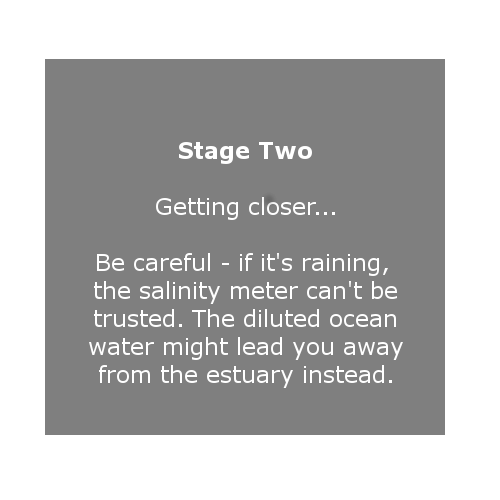 Stage Two
Getting closer...
Be careful - if it's raining,
the salinity meter can't be
trusted. The diluted ocean
water might lead you away
from the estuary instead.